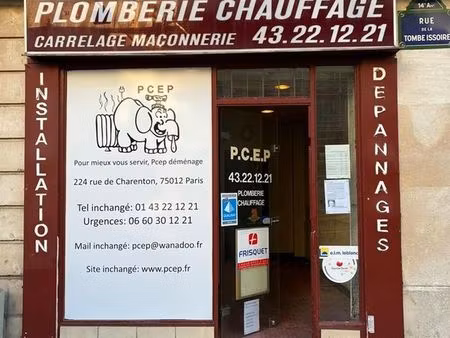 PLOMBERIE CHAUFFAGE
CARRELAGE MAÇONNERIE 43.22.12.21
14e Arrt
RUE
DE LA
TOMBE ISSOIRE
INSTALLATION
PCEP
Pour mieux vous servir, Pcep déménage
224 rue de Charenton, 75012 Paris
Tel inchangé: 01 43 22 12 21
Urgences: 06 60 30 12 21
Mail inchangé: pcep@wanadoo.fr
Site inchangé: www.pcep.fr
P.C.E.P
43.22.12.21
PLOMBERIE
CHAUFFAGE
FRISQUET
e.l.m. leblanc
DEPANNAGES